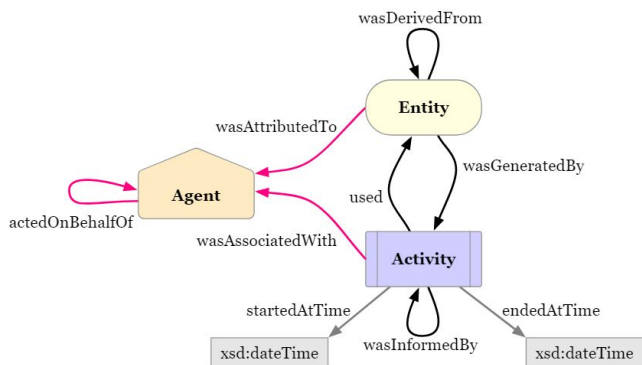 wasDerivedFrom
Entity
wasAttributedTo
wasGeneratedBy
Agent
used
actedOnBehalfOf
wasAssociatedWith
Activity
startedAtTime
endedAtTime
wasInformedBy
xsd:dateTime
xsd:dateTime